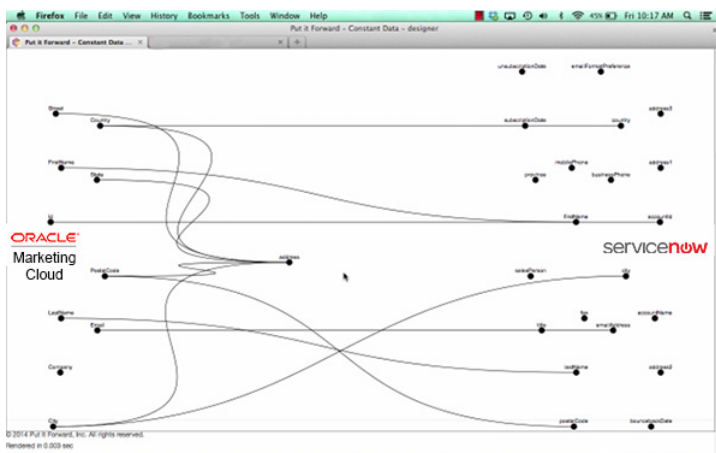 Firefox File Edit View History Bookmarks Tools Window Help 45% Fri 10:17 AM
Put it Forward - Constant Data - designer
Put it Forward - Constant Data ...
unsubscriptionDate emailFormatPreference
Street address3
Country subscriptionDate country
FirstName mobilePhone address1
State province businessPhone
Id firstName accountId
ORACLE
Marketing
Cloud
servicenow
address
PostalCode salesPerson city
LastName fax accountName
Email title emailAddress
Company lastName address2
City postalCode bouncebackDate
© 2014 Put it Forward, Inc. All rights reserved.
Rendered in 0.003 sec